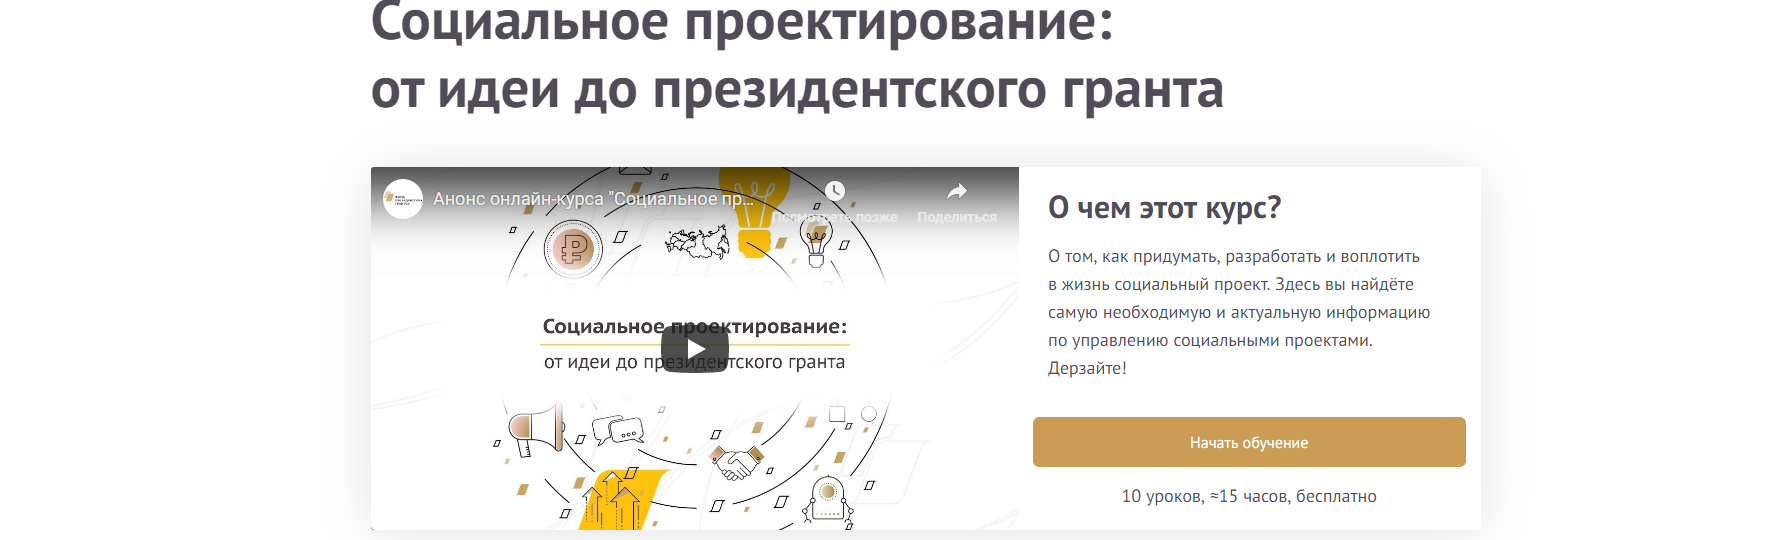 Социальное проектирование:
от идеи до президентского гранта
Анонс онлайн-курса "Социальное пр...
Посмотреть позже
Поделиться
Социальное проектирование:
от идеи до президентского гранта
О чем этот курс?
О том, как придумать, разработать и воплотить
в жизнь социальный проект. Здесь вы найдёте
самую необходимую и актуальную информацию
по управлению социальными проектами.
Дерзайте!
Начать обучение
10 уроков, ≈15 часов, бесплатно